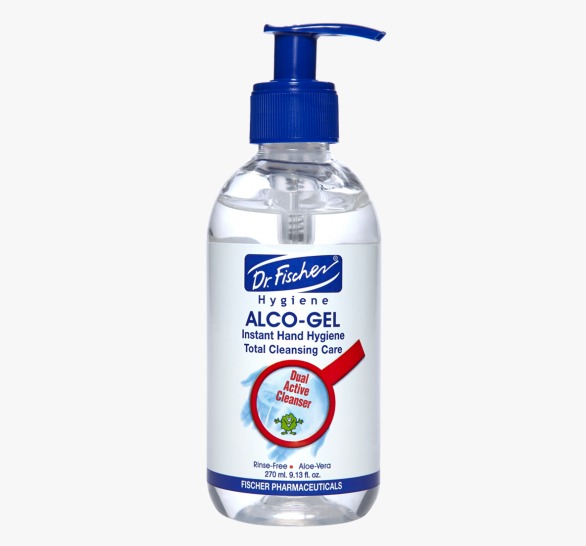 Dr. Fischer®
Hygiene
ALCO-GEL
Instant Hand Hygiene
Total Cleansing Care
Dual
Active
Cleanser
Rinse-Free • Aloe-Vera
270 ml. 9.13 fl. oz.
FISCHER PHARMACEUTICALS